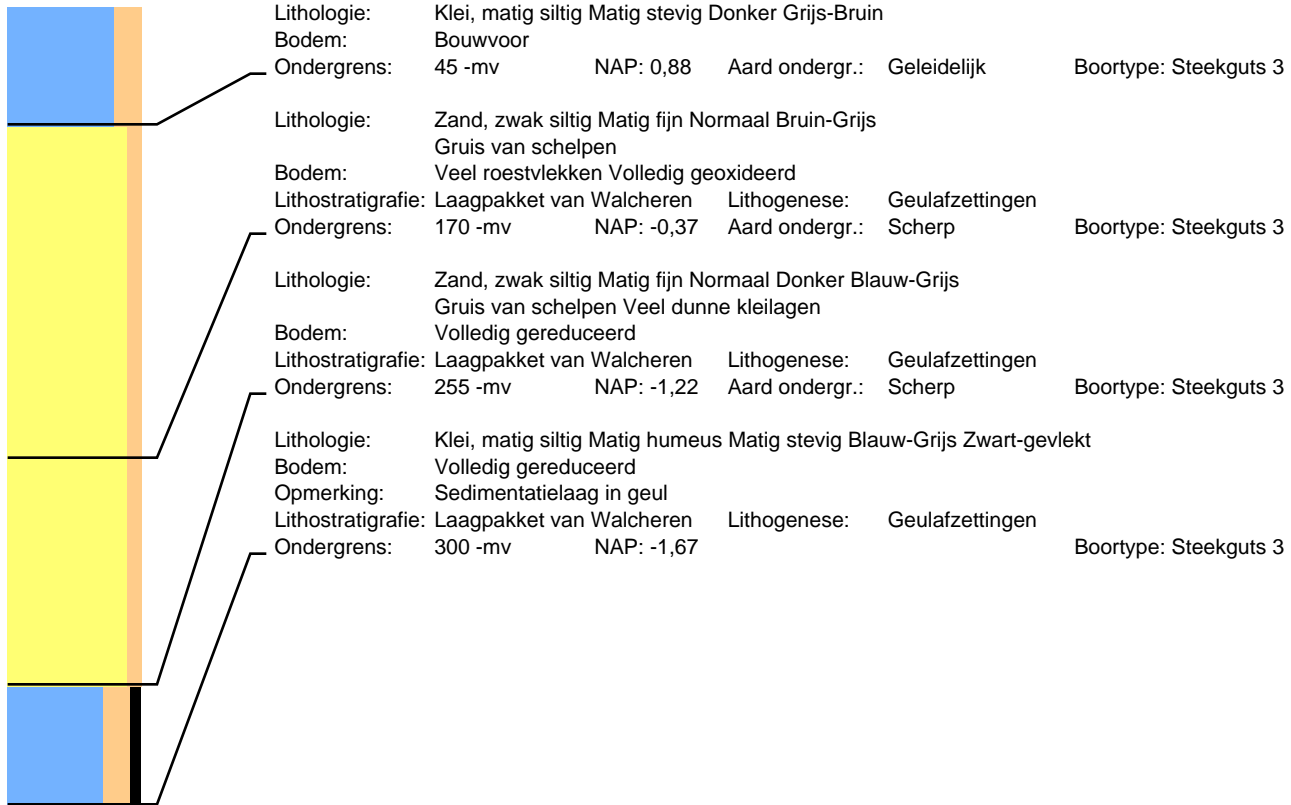 Lithologie: Klei, matig siltig Matig stevig Donker Grijs-Bruin
Bodem: Bouwvoor
Ondergrens: 45 -mv NAP: 0,88 Aard ondergr.: Geleidelijk Boortype: Steekguts 3
Lithologie: Zand, zwak siltig Matig fijn Normaal Bruin-Grijs
Gruis van schelpen
Bodem: Veel roestvlekken Volledig geoxideerd
Lithostratigrafie: Laagpakket van Walcheren Lithogenese: Geulafzettingen
Ondergrens: 170 -mv NAP: -0,37 Aard ondergr.: Scherp Boortype: Steekguts 3
Lithologie: Zand, zwak siltig Matig fijn Normaal Donker Blauw-Grijs
Gruis van schelpen Veel dunne kleilagen
Bodem: Volledig gereduceerd
Lithostratigrafie: Laagpakket van Walcheren Lithogenese: Geulafzettingen
Ondergrens: 255 -mv NAP: -1,22 Aard ondergr.: Scherp Boortype: Steekguts 3
Lithologie: Klei, matig siltig Matig humeus Matig stevig Blauw-Grijs Zwart-gevlekt
Bodem: Volledig gereduceerd
Opmerking: Sedimentatielaag in geul
Lithostratigrafie: Laagpakket van Walcheren Lithogenese: Geulafzettingen
Ondergrens: 300 -mv NAP: -1,67 Boortype: Steekguts 3